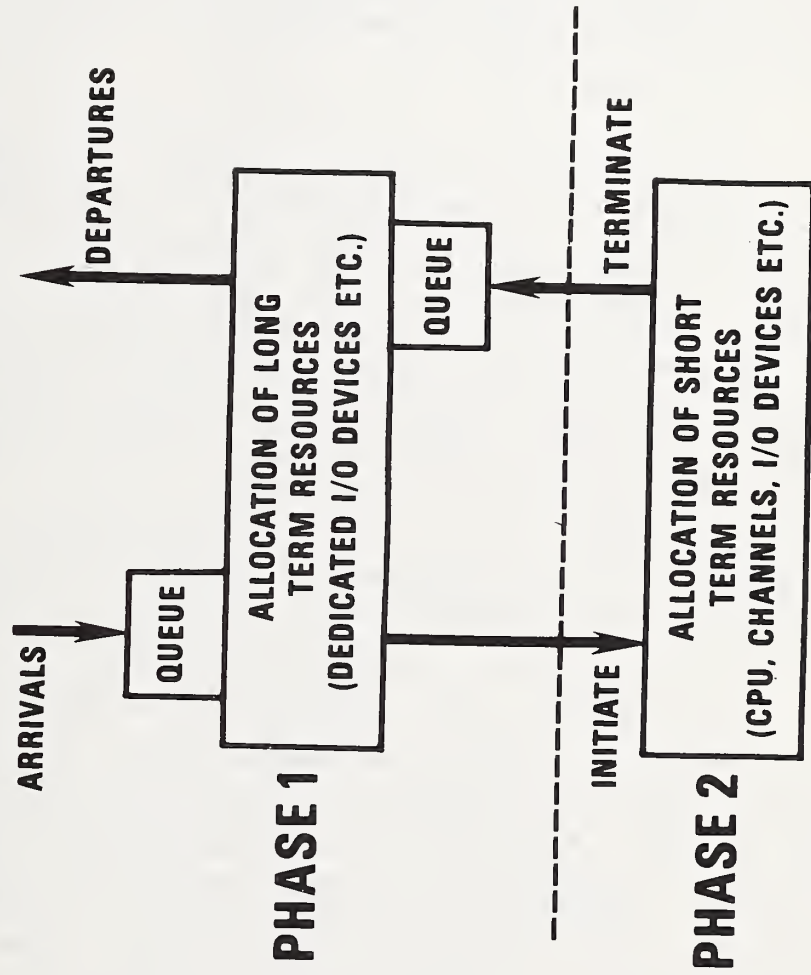 ARRIVALS
DEPARTURES
QUEUE
PHASE 1
ALLOCATION OF LONG
TERM RESOURCES
(DEDICATED I/O DEVICES ETC.)
QUEUE
INITIATE
TERMINATE
PHASE 2
ALLOCATION OF SHORT
TERM RESOURCES
(CPU, CHANNELS, I/O DEVICES ETC.)